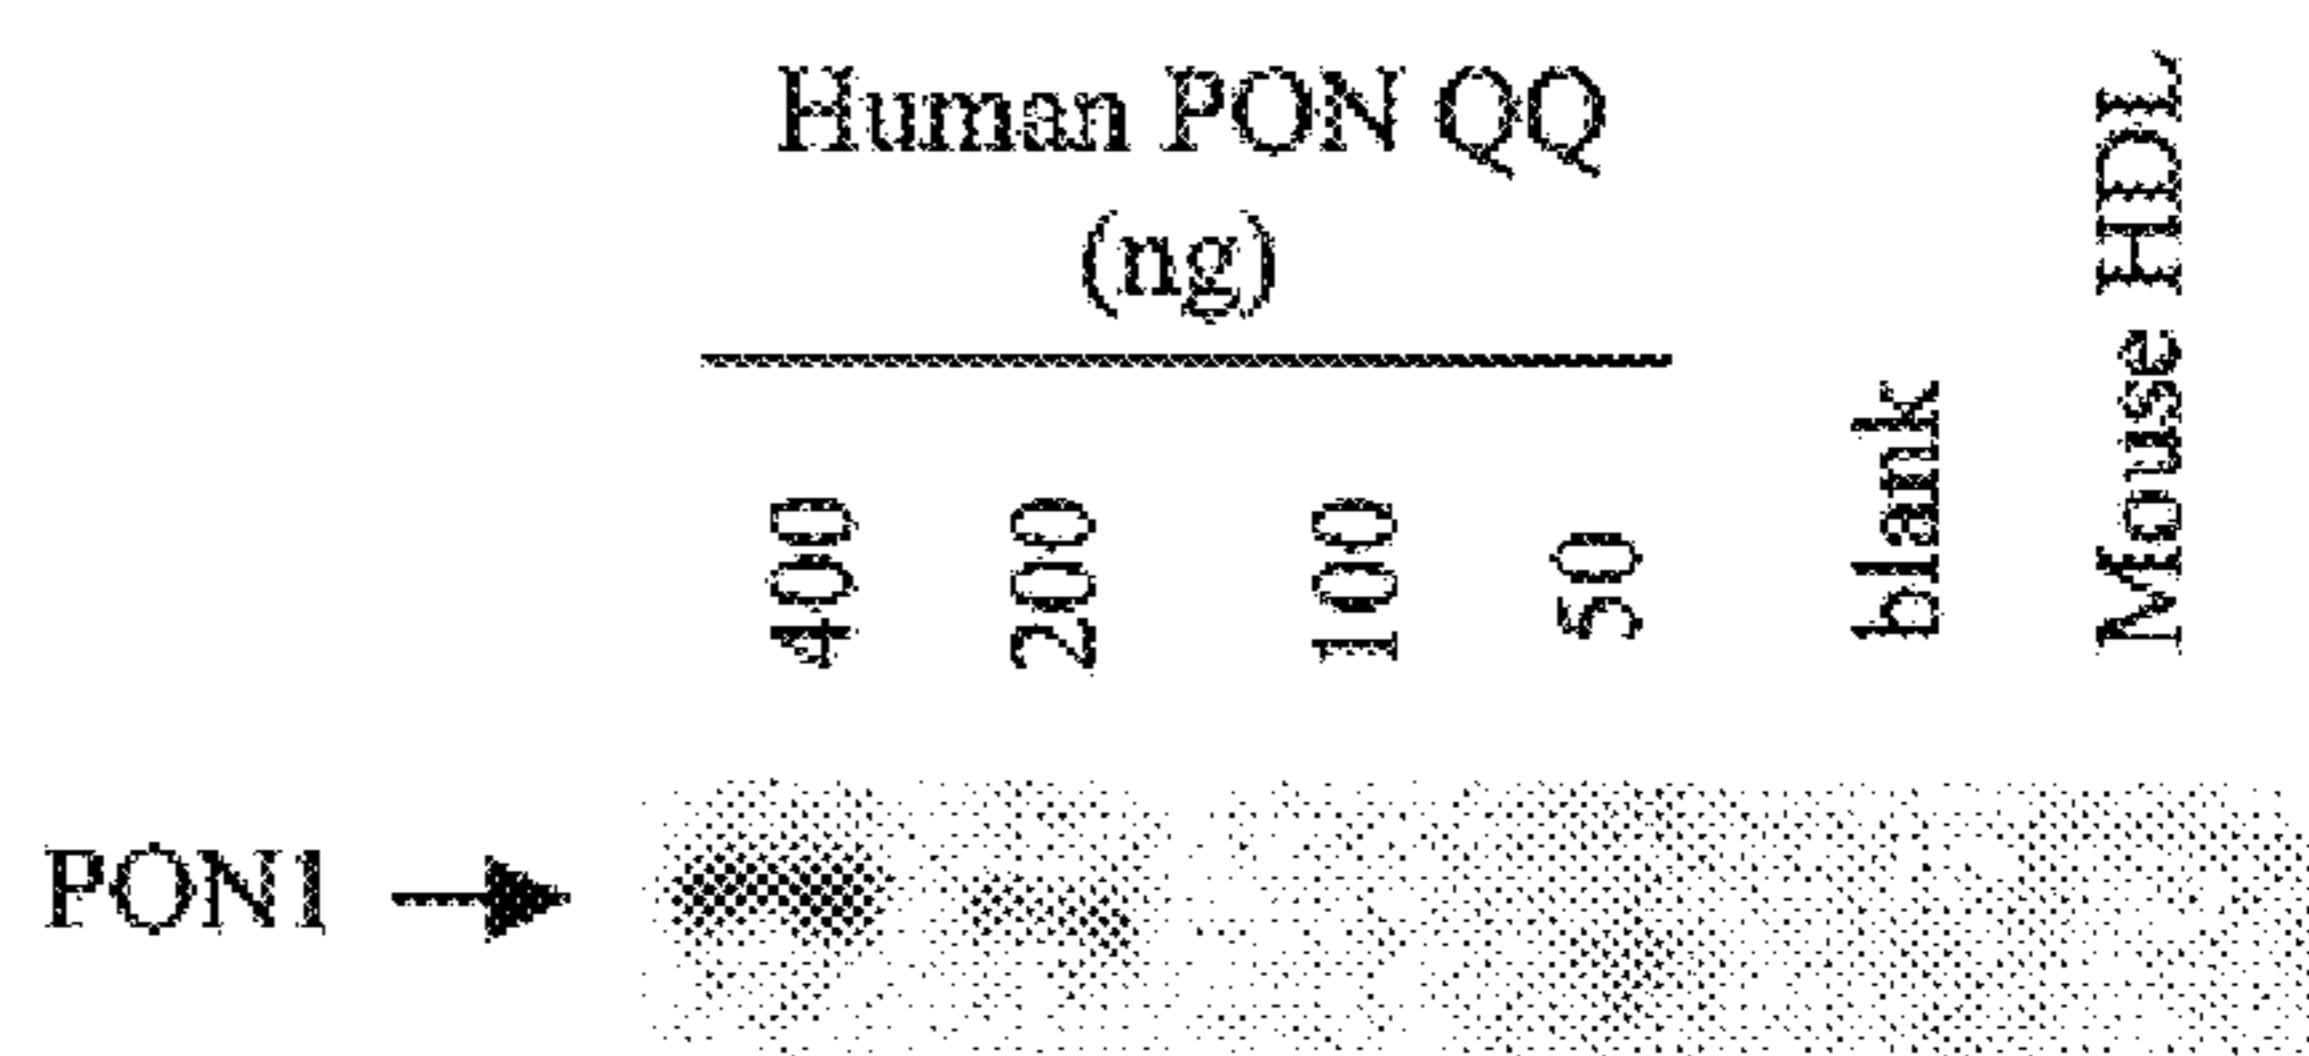 Human PON QQ
(ng)
400
200
100
50
blank
Mouse HDL
PON1